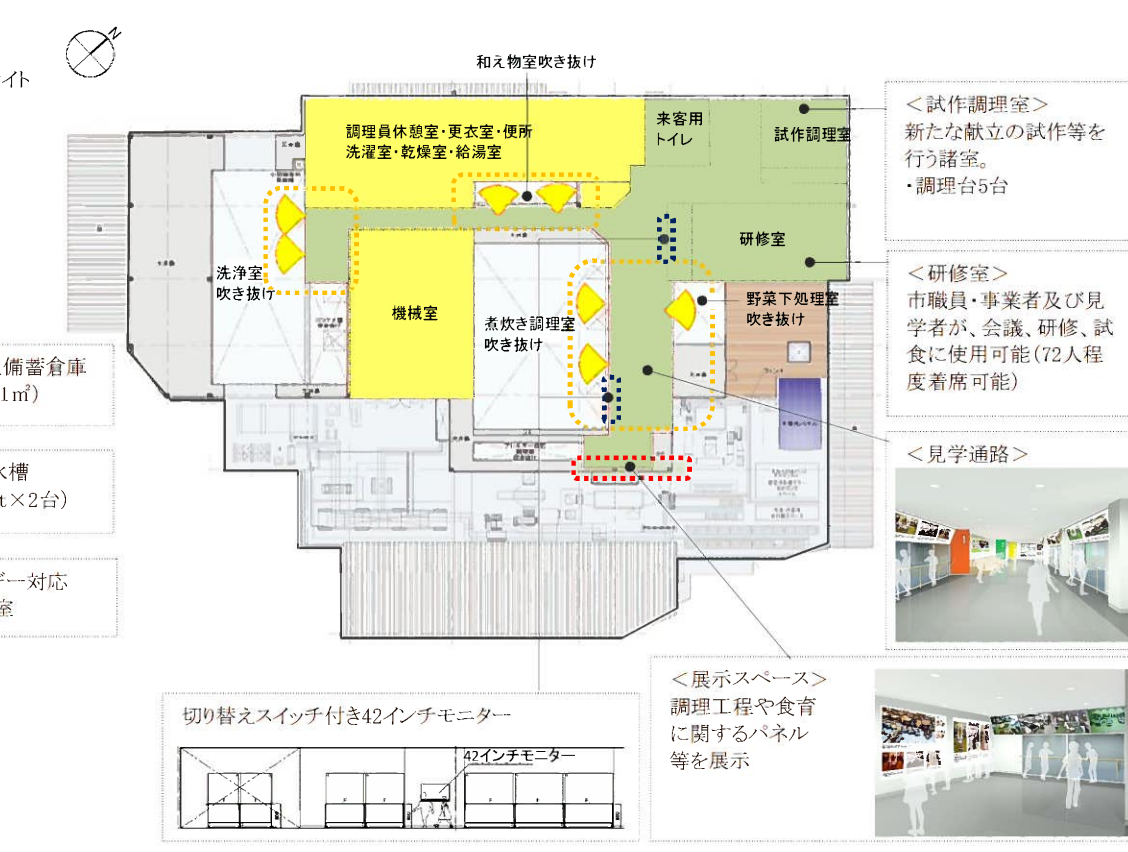 N
イト
和え物室吹き抜け
調理員休憩室・更衣室・便所
洗濯室・乾燥室・給湯室
来客用
トイレ
試作調理室
研修室
洗浄室
吹き抜け
機械室
煮炊き調理室
吹き抜け
野菜下処理室
吹き抜け
＜試作調理室＞
新たな献立の試作等を
行う諸室。
・調理台5台
＜研修室＞
市職員・事業者及び見
学者が、会議、研修、試
食に使用可能（72人程
度着席可能）
備蓄倉庫
1㎡）
水槽
t×2台）
ギー対応
室
＜見学通路＞
＜展示スペース＞
調理工程や食育
に関するパネル
等を展示
切り替えスイッチ付き42インチモニター
42インチモニター